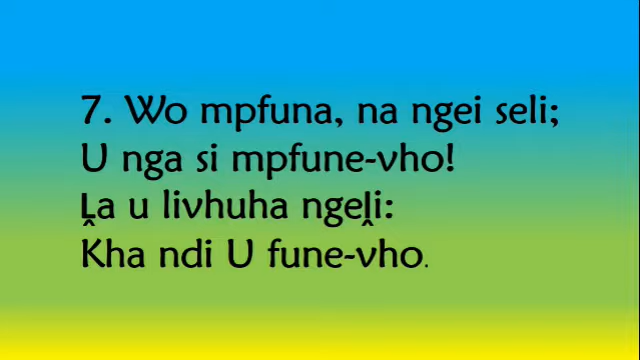 7. Wo mpfuna, na ngei seli;
U nga si mpfune-vho!
Ḽa u livhuha ngeḽi:
Kha ndi U fune-vho.